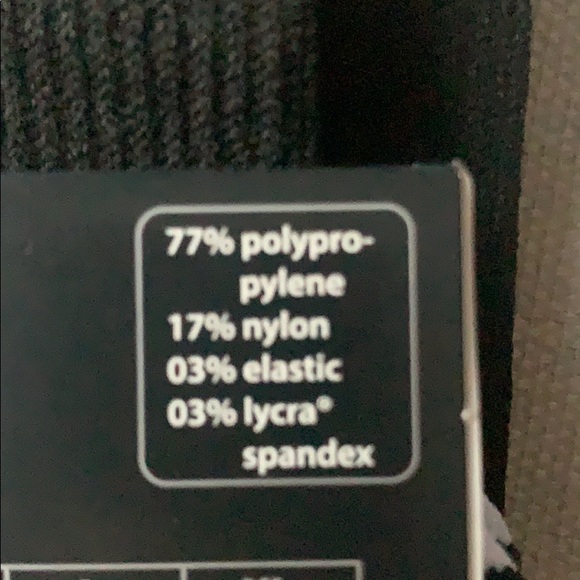 77% polypro-
pylene
17% nylon
03% elastic
03% lycra®
spandex